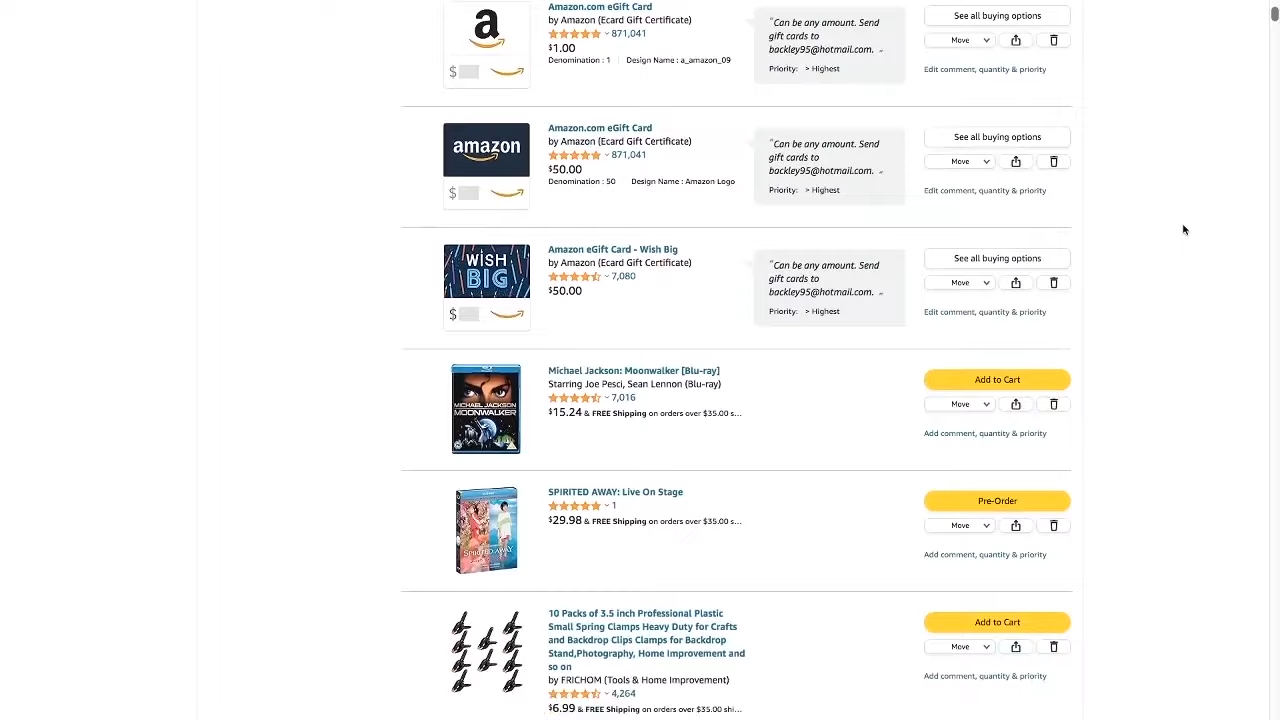 Amazon.com eGift Card
by Amazon (Ecard Gift Certificate)
871,041
$1.00
Denomination : 1 Design Name : a_amazon_09
a
$
"Can be any amount. Send
gift cards to
backley95@hotmail.com. "
Priority: > Highest
See all buying options
Move
Edit comment, quantity & priority
Amazon.com eGift Card
by Amazon (Ecard Gift Certificate)
871,041
$50.00
Denomination : 50 Design Name : Amazon Logo
amazon
$
"Can be any amount. Send
gift cards to
backley95@hotmail.com. "
Priority: > Highest
See all buying options
Move
Edit comment, quantity & priority
Amazon eGift Card - Wish Big
by Amazon (Ecard Gift Certificate)
7,080
$50.00
WISH
BIG
$
"Can be any amount. Send
gift cards to
backley95@hotmail.com. "
Priority: > Highest
See all buying options
Move
Edit comment, quantity & priority
Michael Jackson: Moonwalker [Blu-ray]
Starring Joe Pesci, Sean Lennon (Blu-ray)
7,016
$15.24 & FREE Shipping on orders over $35.00 s...
MICHAEL JACKSON
MOONWALKER
Add to Cart
Move
Add comment, quantity & priority
SPIRITED AWAY: Live On Stage
1
$29.98 & FREE Shipping on orders over $35.00 s...
SPIRITED AWAY
Pre-Order
Move
Add comment, quantity & priority
10 Packs of 3.5 inch Professional Plastic
Small Spring Clamps Heavy Duty for Crafts
and Backdrop Clips Clamps for Backdrop
Stand,Photography, Home Improvement and
so on
by FRICHOM (Tools & Home Improvement)
4,264
$6.99 & FREE Shipping on orders over $35.00 shi...
Add to Cart
Move
Add comment, quantity & priority